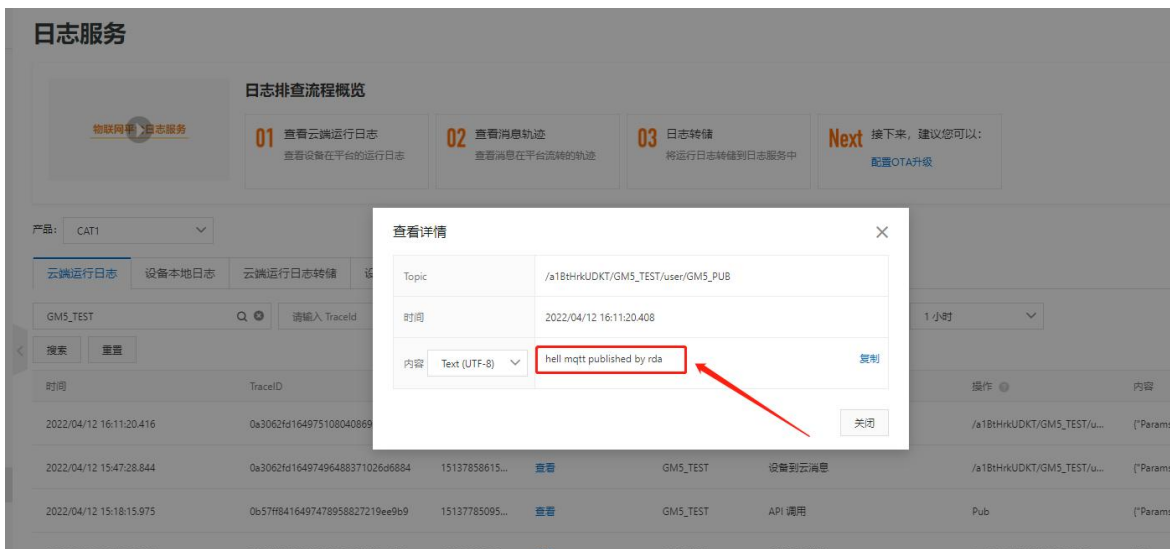 日志服务
日志排查流程概览
物联网平 日志服务
01 查看云端运行日志
查看设备在平台的运行日志
02 查看消息轨迹
查看消息在平台流转的轨迹
03 日志转储
将运行日志转储到日志服务中
Next 接下来，建议您可以：
配置OTA升级
产品： CAT1
云端运行日志 设备本地日志 云端运行日志转储
GM5_TEST 请输入 TraceId 1 小时
搜索 重置
查看详情
Topic /a1BtHrkUDKT/GM5_TEST/user/GM5_PUB
时间 2022/04/12 16:11:20.408
内容 Text (UTF-8) hell mqtt published by rda 复制
关闭
时间 TraceID 操作 内容
2022/04/12 16:11:20.416 0a3062fd164975108040869 /a1BtHrkUDKT/GM5_TEST/u... {"Params
2022/04/12 15:47:28.844 0a3062fd16497496488371026d6884 15137858615... 查看 GM5_TEST 设备到云消息 /a1BtHrkUDKT/GM5_TEST/u... {"Params
2022/04/12 15:18:15.975 0b57ff8416497478958827219ee9b9 15137785095... 查看 GM5_TEST API 调用 Pub {"Params